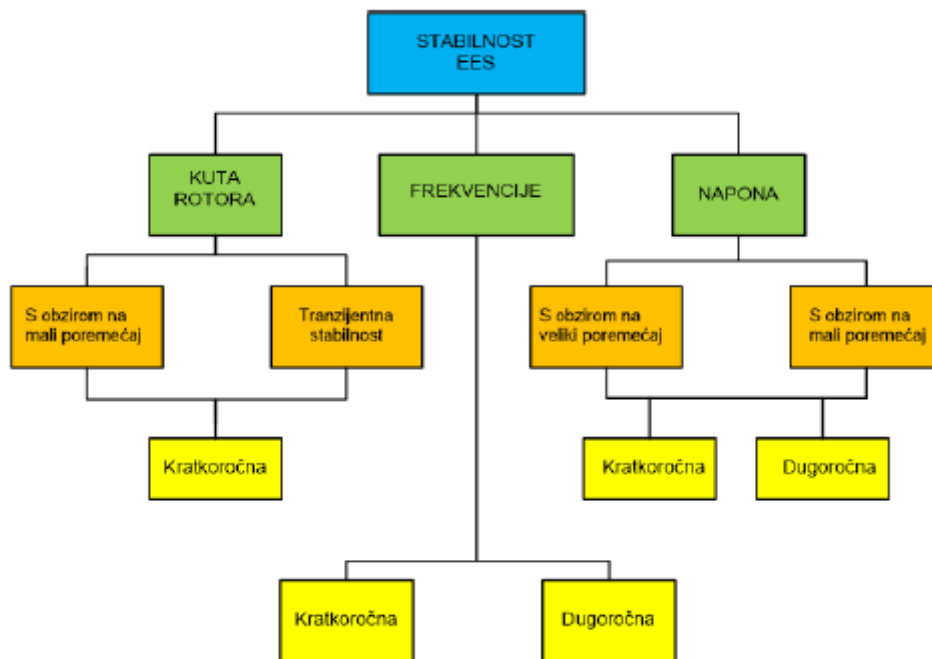 STABILNOST
EES
KUTA
ROTORA
FREKVENCIJE
NAPONA
S obzirom na
mali poremećaj
Tranzijentna
stabilnost
S obzirom na
veliki poremećaj
S obzirom na
mali poremećaj
Kratkoročna
Kratkoročna
Dugoročna
Kratkoročna
Dugoročna